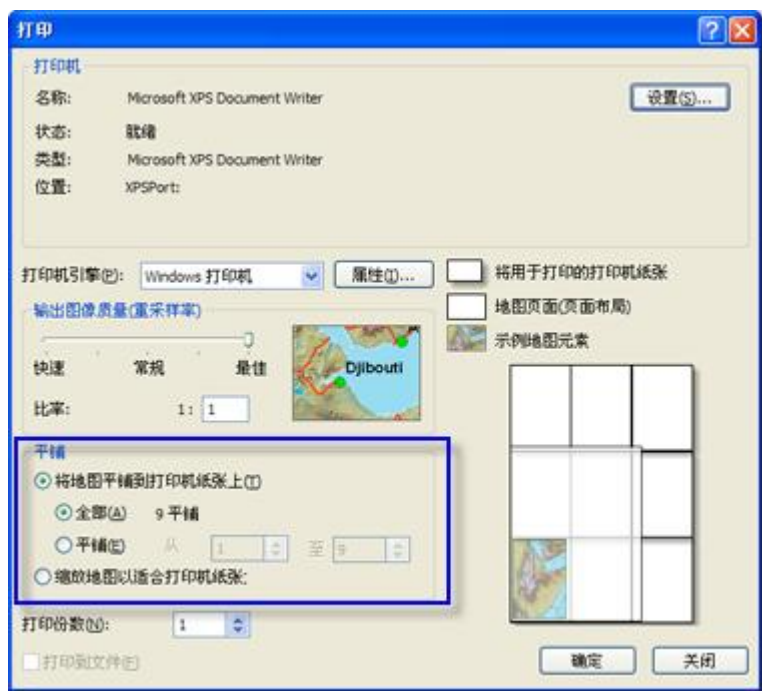 打印
打印机
名称: Microsoft XPS Document Writer
设置(S)...
状态: 就绪
类型: Microsoft XPS Document Writer
位置: XPSPort:
打印机引擎(P): Windows 打印机 属性(I)...
将用于打印的打印机纸张
地图页面(页面布局)
示例地图元素
输出图像质量(重采样率)
快速 常规 最佳
Djibouti
比率: 1: 1
平铺
将地图平铺到打印机纸张上(T)
全部(A) 9 平铺
平铺(E) 从 1 至 9
缩放地图以适合打印机纸张:
打印份数(N): 1
打印到文件(F)
确定 关闭